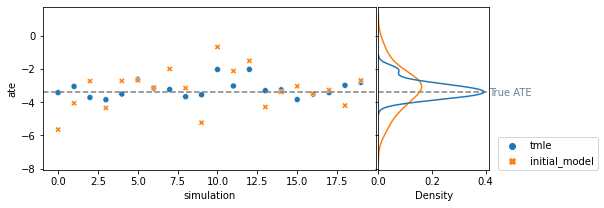 ate
2
0
−2
−4
−6
−8
0.0
2.5
5.0
7.5
10.0
12.5
15.0
17.5
simulation
True ATE
0.0
0.2
0.4
Density
tmle
initial_model